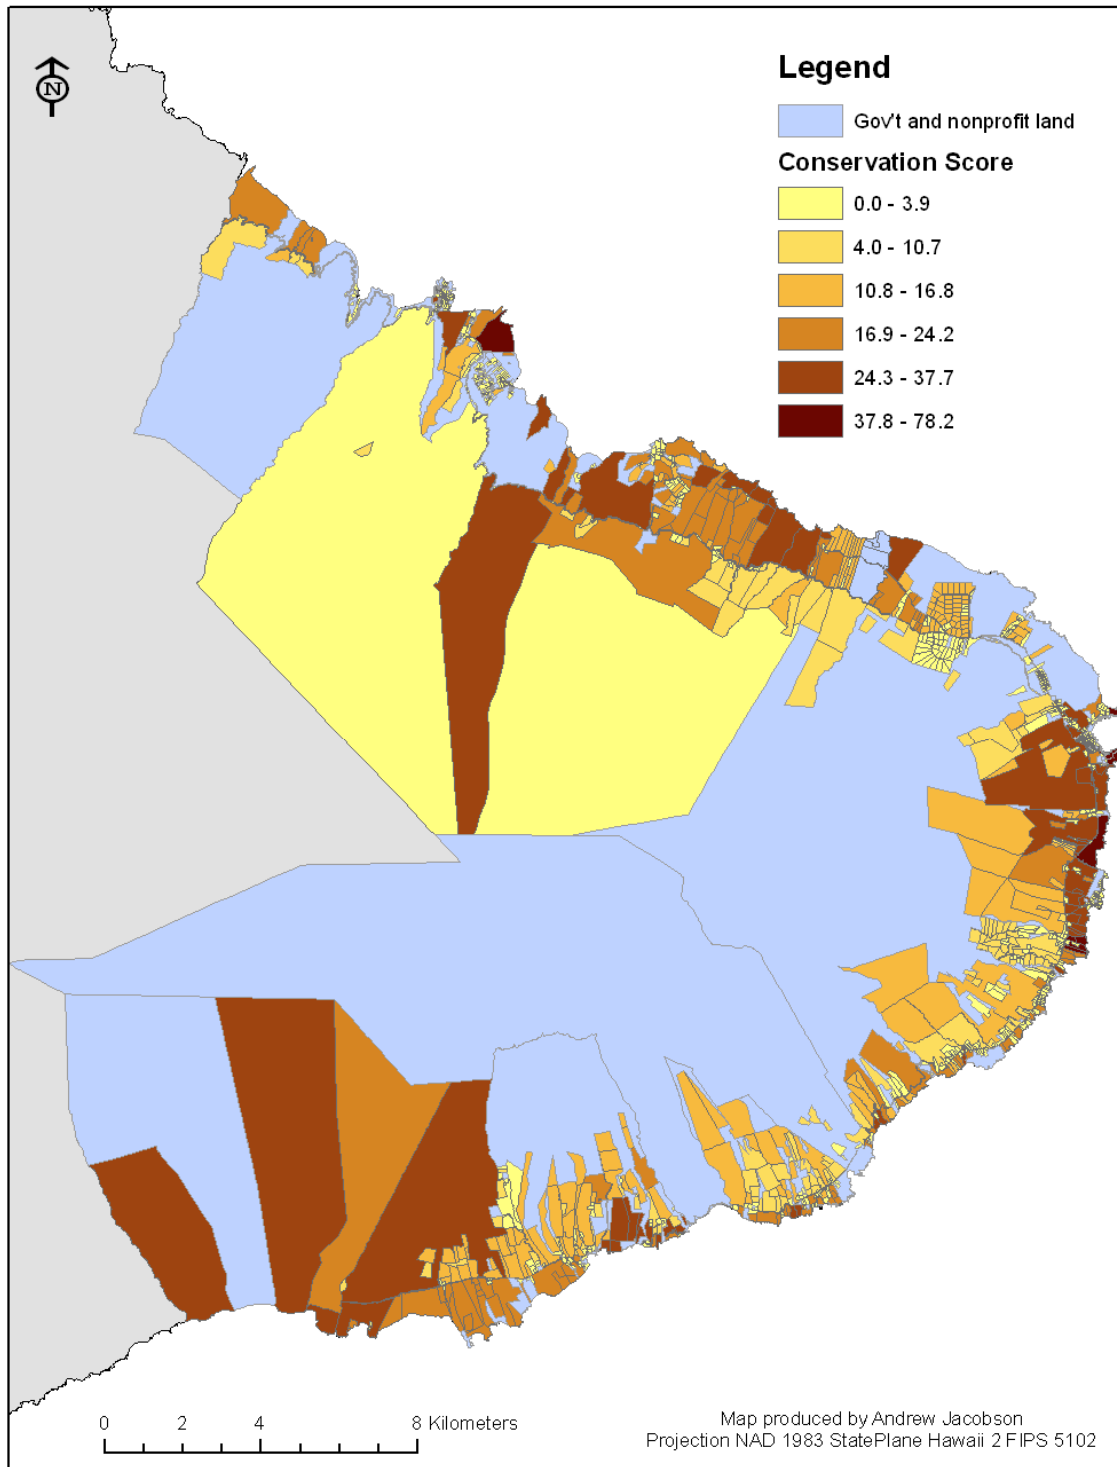 N
Legend
Gov't and nonprofit land
Conservation Score
0.0 - 3.9
4.0 - 10.7
10.8 - 16.8
16.9 - 24.2
24.3 - 37.7
37.8 - 78.2
0 2 4 8 Kilometers
Map produced by Andrew Jacobson
Projection NAD 1983 StatePlane Hawaii 2 FIPS 5102